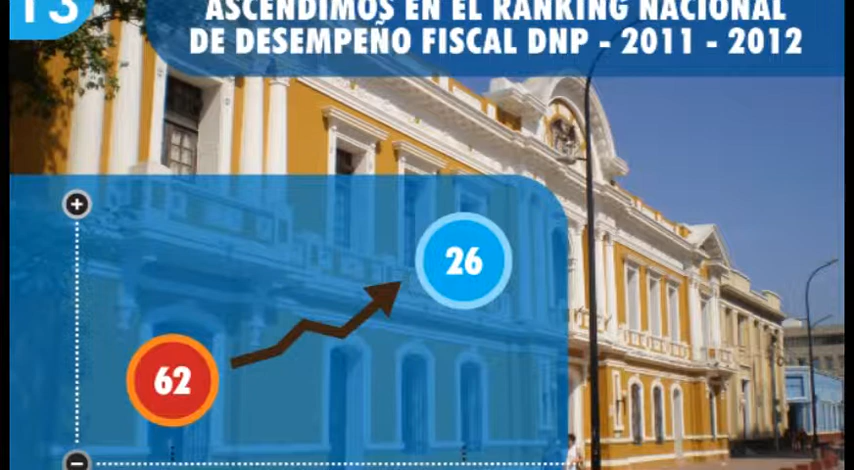 13
ASCENDIMOS EN EL RANKING NACIONAL
DE DESEMPEÑO FISCAL DNP - 2011 - 2012
26
62